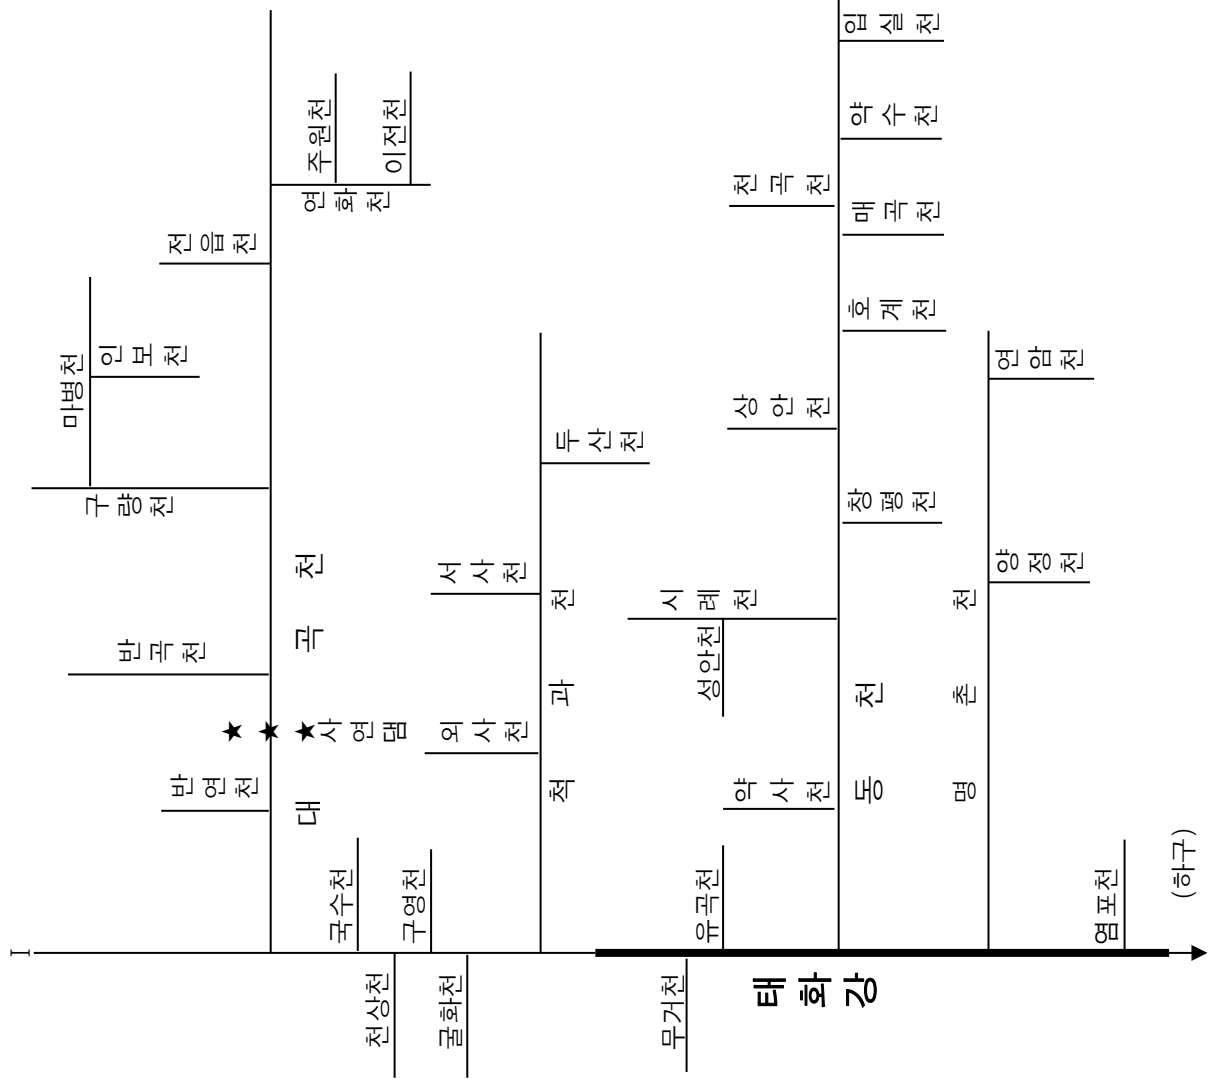 I
입실천
약수천
매곡천
천곡천
호계천
상안천
창평천
시례천
성안천
약사천
동천
연암천
양정천
명촌천
주원천
이전천
연화천
전읍천
마병천
인보천
구량천
반곡천
★★★
사연댐
반연천
대곡천
두산천
서사천
외사천
척과천
국수천
구영천
유곡천
염포천
(하구)
천상천
굴화천
무거천
태화강